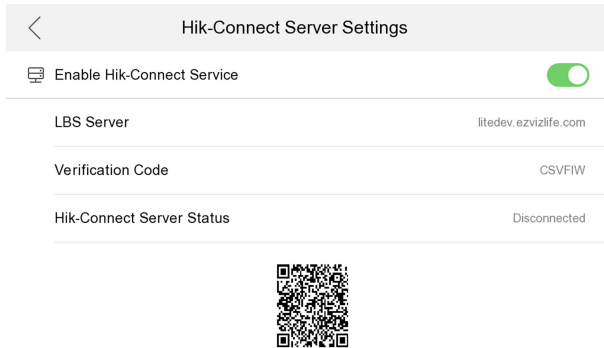 Hik-Connect Server Settings
Enable Hik-Connect Service
LBS Server litedev.ezvizlife.com
Verification Code CSVFIW
Hik-Connect Server Status Disconnected